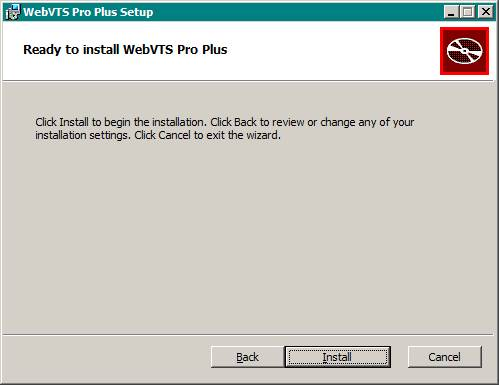 WebVTS Pro Plus Setup
Ready to install WebVTS Pro Plus
Click Install to begin the installation. Click Back to review or change any of your
installation settings. Click Cancel to exit the wizard.
Back Install Cancel